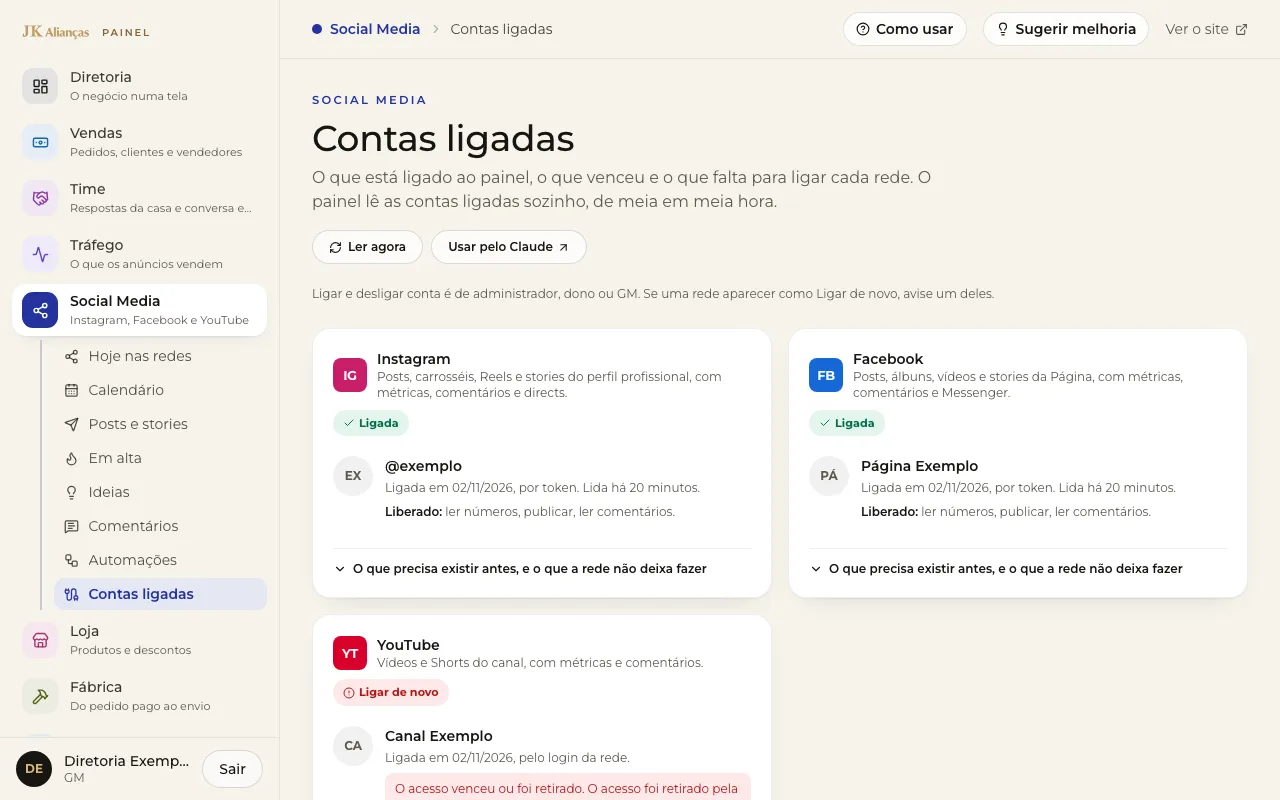 JK Alianças PAINEL
Diretoria
O negócio numa tela
Vendas
Pedidos, clientes e vendedores
Time
Respostas da casa e conversa e...
Tráfego
O que os anúncios vendem
Social Media
Instagram, Facebook e YouTube
Hoje nas redes
Calendário
Posts e stories
Em alta
Ideias
Comentários
Automações
Contas ligadas
Loja
Produtos e descontos
Fábrica
Do pedido pago ao envio
DE
Diretoria Exemp...
GM
Sair
Social Media > Contas ligadas
Como usar
Sugerir melhoria
Ver o site
SOCIAL MEDIA
Contas ligadas
O que está ligado ao painel, o que venceu e o que falta para ligar cada rede. O
painel lê as contas ligadas sozinho, de meia em meia hora.
Ler agora
Usar pelo Claude
Ligar e desligar conta é de administrador, dono ou GM. Se uma rede aparecer como Ligar de novo, avise um deles.
IG
Instagram
Posts, carrosséis, Reels e stories do perfil profissional, com
métricas, comentários e directs.
Ligada
EX
@exemplo
Ligada em 02/11/2026, por token. Lida há 20 minutos.
Liberado: ler números, publicar, ler comentários.
O que precisa existir antes, e o que a rede não deixa fazer
FB
Facebook
Posts, álbuns, vídeos e stories da Página, com métricas,
comentários e Messenger.
Ligada
PÁ
Página Exemplo
Ligada em 02/11/2026, por token. Lida há 20 minutos.
Liberado: ler números, publicar, ler comentários.
O que precisa existir antes, e o que a rede não deixa fazer
YT
YouTube
Vídeos e Shorts do canal, com métricas e comentários.
Ligar de novo
CA
Canal Exemplo
Ligada em 02/11/2026, pelo login da rede.
O acesso venceu ou foi retirado. O acesso foi retirado pela